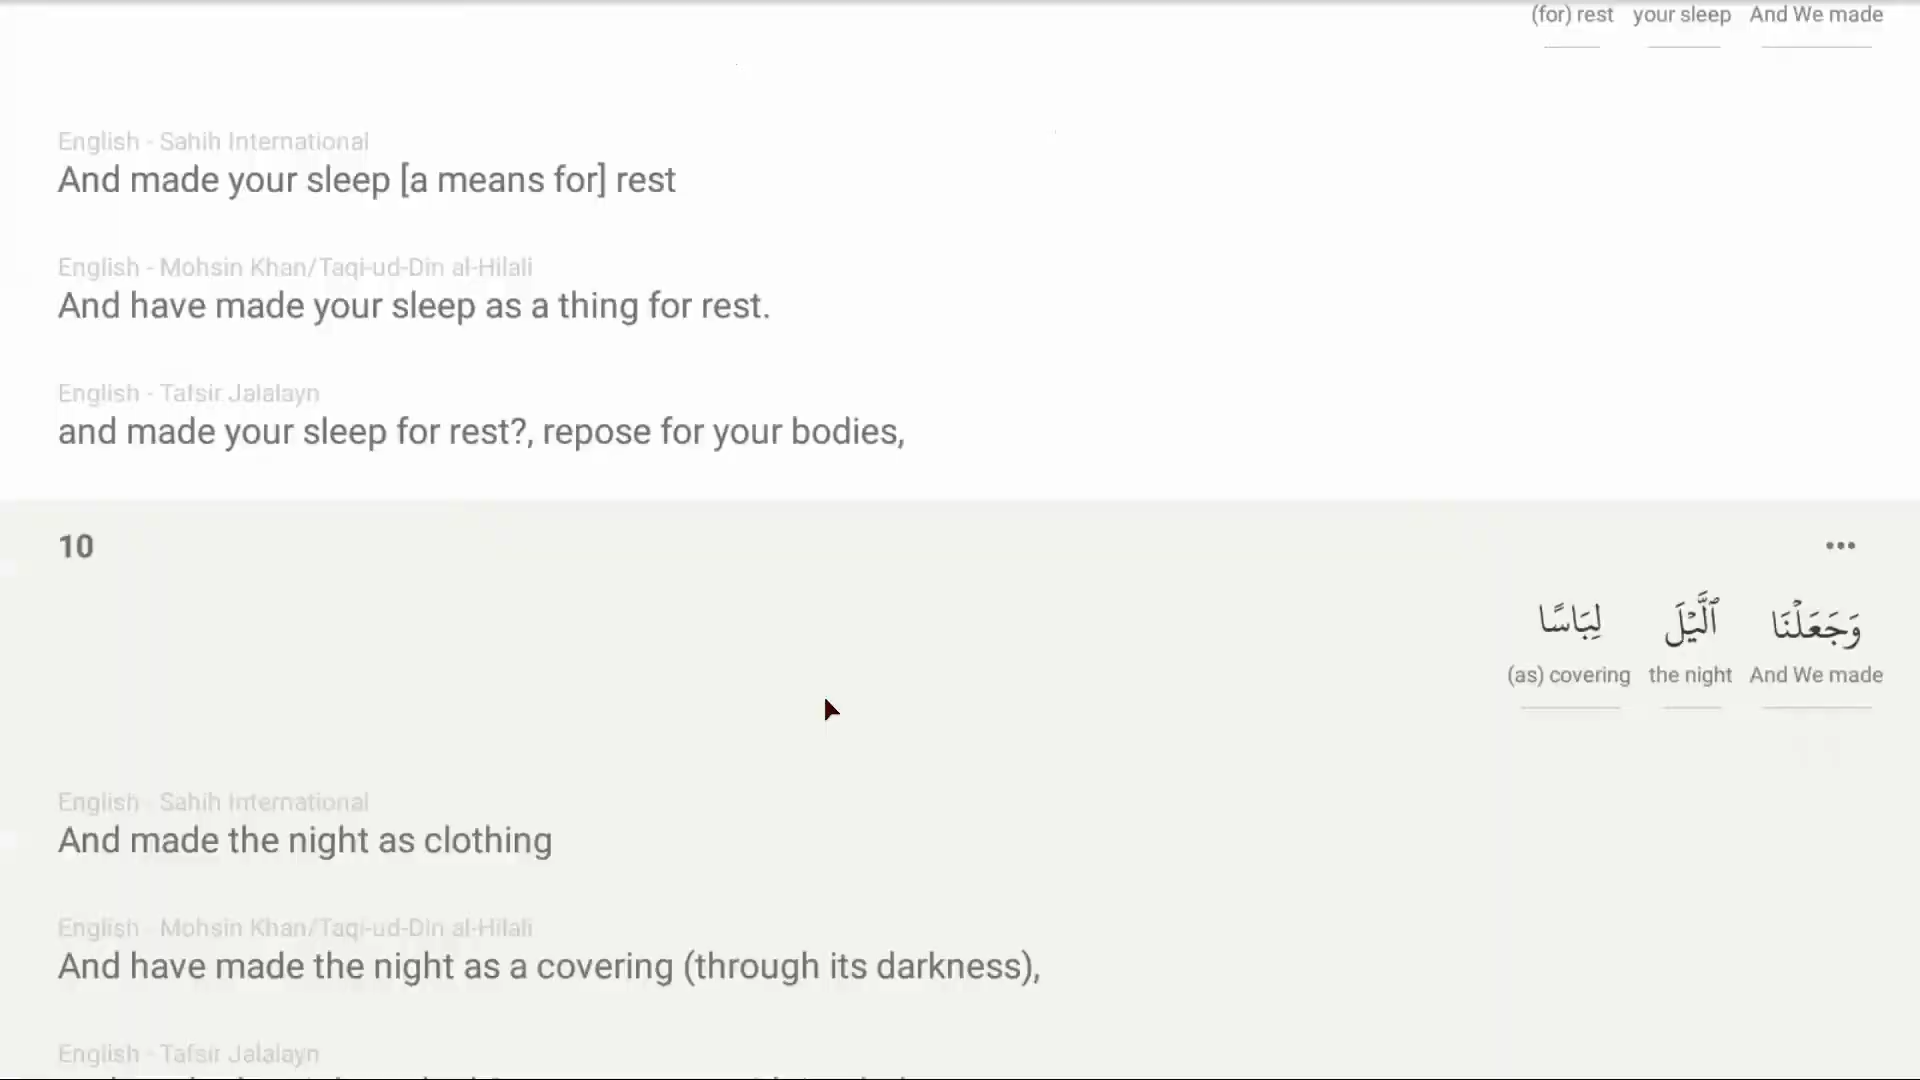 And We made your sleep (for) rest
English - Sahih International
And made your sleep [a means for] rest
English - Mohsin Khan/Taqi-ud-Din al-Hilali
And have made your sleep as a thing for rest.
English - Tafsir Jalalayn
and made your sleep for rest?, repose for your bodies,
10
وَجَعَلْنَا ٱلَّيْلَ لِبَاسًا
And We made the night (as) covering
English - Sahih International
And made the night as clothing
English - Mohsin Khan/Taqi-ud-Din al-Hilali
And have made the night as a covering (through its darkness),
English - Tafsir Jalalayn